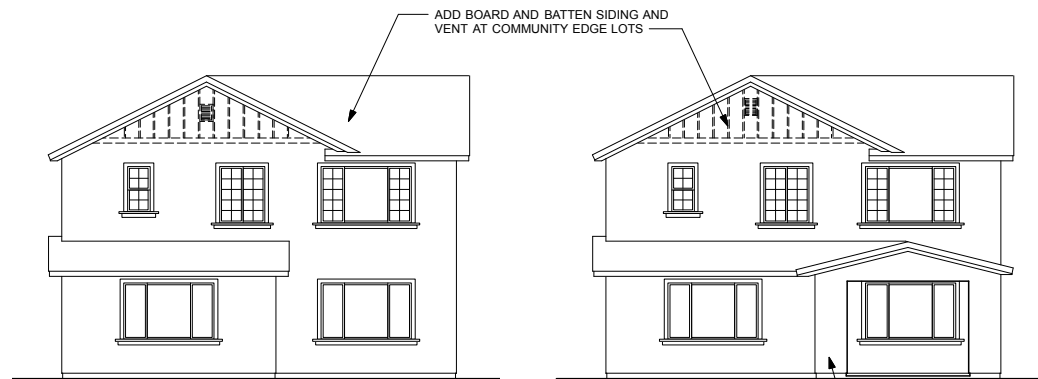 ADD BOARD AND BATTEN SIDING AND
VENT AT COMMUNITY EDGE LOTS